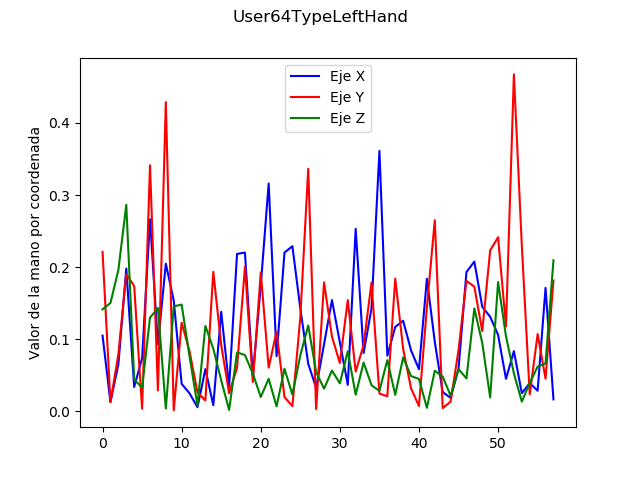 User64TypeLeftHand
Eje X
Eje Y
Eje Z
Valor de la mano por coordenada
0.4
0.3
0.2
0.1
0.0
0 10 20 30 40 50